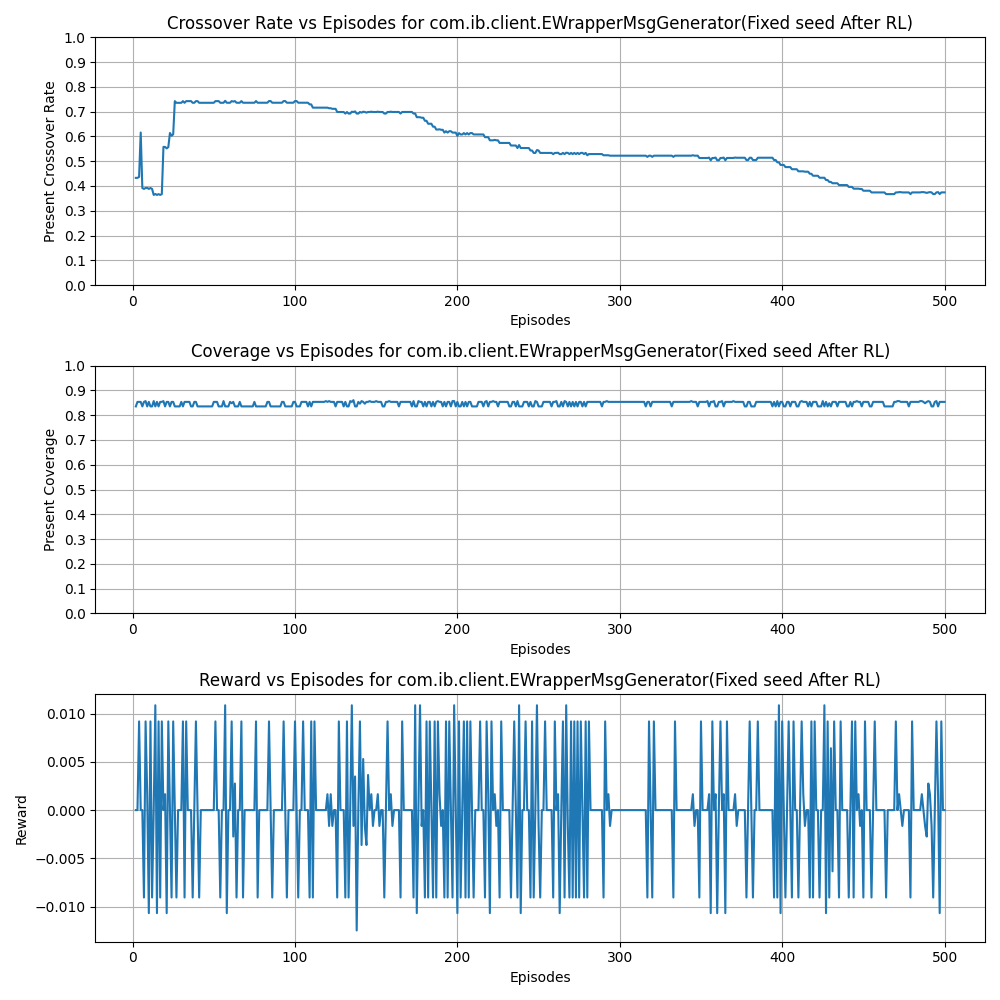 Crossover Rate vs Episodes for com.ib.client.EWrapperMsgGenerator(Fixed seed After RL)
1.0
0.9
0.8
0.7
0.6
0.5
0.4
0.3
0.2
0.1
0.0
Present Crossover Rate
0 100 200 300 400 500
Episodes
Coverage vs Episodes for com.ib.client.EWrapperMsgGenerator(Fixed seed After RL)
1.0
0.9
0.8
0.7
0.6
0.5
0.4
0.3
0.2
0.1
0.0
Present Coverage
0 100 200 300 400 500
Episodes
Reward vs Episodes for com.ib.client.EWrapperMsgGenerator(Fixed seed After RL)
0.010
0.005
0.000
−0.005
−0.010
Reward
0 100 200 300 400 500
Episodes